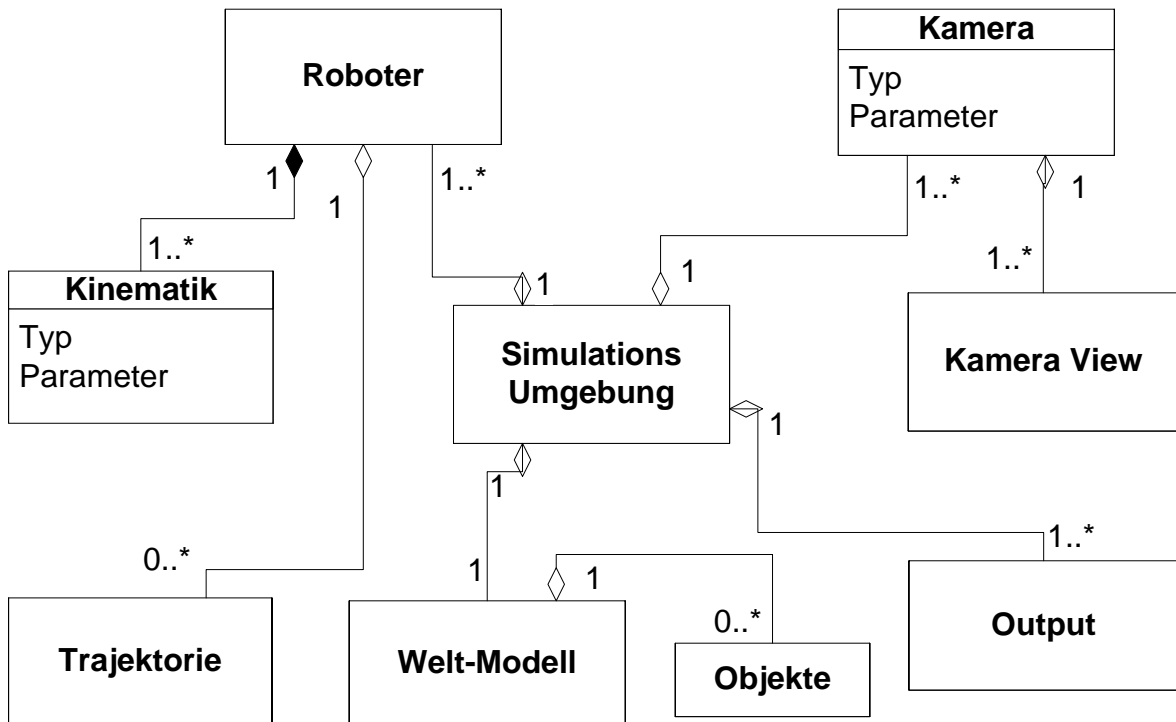 Roboter
Kamera
Typ
Parameter
1
1
1..*
1..*
1
1..*
Kinematik
Typ
Parameter
1
1
1..*
Simulations
Umgebung
Kamera View
1
1
0..*
1
1
1..*
Trajektorie
Welt-Modell
0..*
Objekte
Output